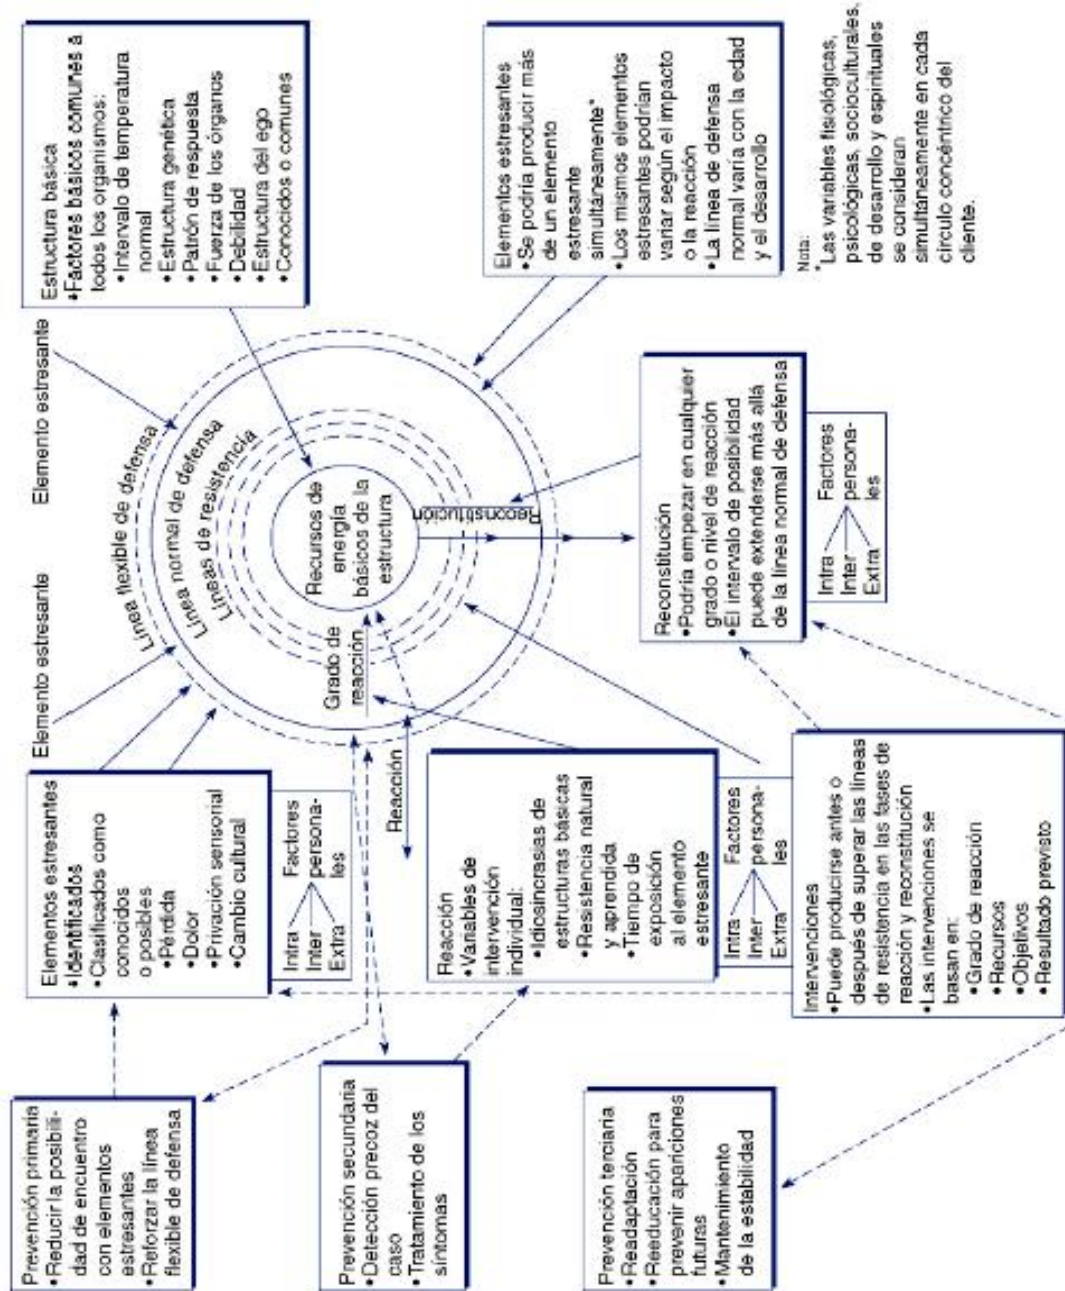 Prevención primaria
•Reducir la posibili-
dad de encuentro
con elementos
estresantes
•Reforzar la línea
flexible de defensa
Prevención secundaria
•Detección precoz del
caso
•Tratamiento de los
síntomas
Prevención terciaria
•Readaptación
•Reeducación para
prevenir apariciones
futuras
•Mantenimiento
de la estabilidad
Elementos estresantes
•Identificados
•Clasificados como
conocidos
o posibles
•Pérdida
•Dolor
•Privación sensorial
•Cambio cultural
Intra Factores
Inter persona-
Extra les
Reacción
•Variables de
intervención
individual:
•Idiosincrasias de
estructuras básicas
•Resistencia natural
y aprendida
•Tiempo de
exposición
al elemento
estresante
Intra Factores
Inter persona-
Extra les
Intervenciones
•Puede producirse antes o
después de superar las líneas
de resistencia en las fases de
reacción y reconstitución
•Las intervenciones se
basan en:
•Grado de reacción
•Recursos
•Objetivos
•Resultado previsto
Elemento estresante
Elemento estresante
Línea flexible de defensa
Línea normal de defensa
Líneas de resistencia
Recursos de
energía
básicos de la
estructura
Grado de
reacción
Reacción
Reconstitución
Reconstitución
•Podría empezar en cualquier
grado o nivel de reacción
•El intervalo de posibilidad
puede extenderse más allá
de la línea normal de defensa
Intra Factores
Inter persona-
Extra les
Estructura básica
•Factores básicos comunes a
todos los organismos:
•Intervalo de temperatura
normal
•Estructura genética
•Patrón de respuesta
•Fuerza de los órganos
•Debilidad
•Estructura del ego
•Conocidos o comunes
Elementos estresantes
•Se podría producir más
de un elemento
estresante
simultáneamente*
•Los mismos elementos
estresantes podrían
variar según el impacto
o la reacción
•La línea de defensa
normal varía con la edad
y el desarrollo
Nota:
*Las variables fisiológicas,
psicológicas, socioculturales,
de desarrollo y espirituales
se consideran
simultáneamente en cada
círculo concéntrico del
cliente.